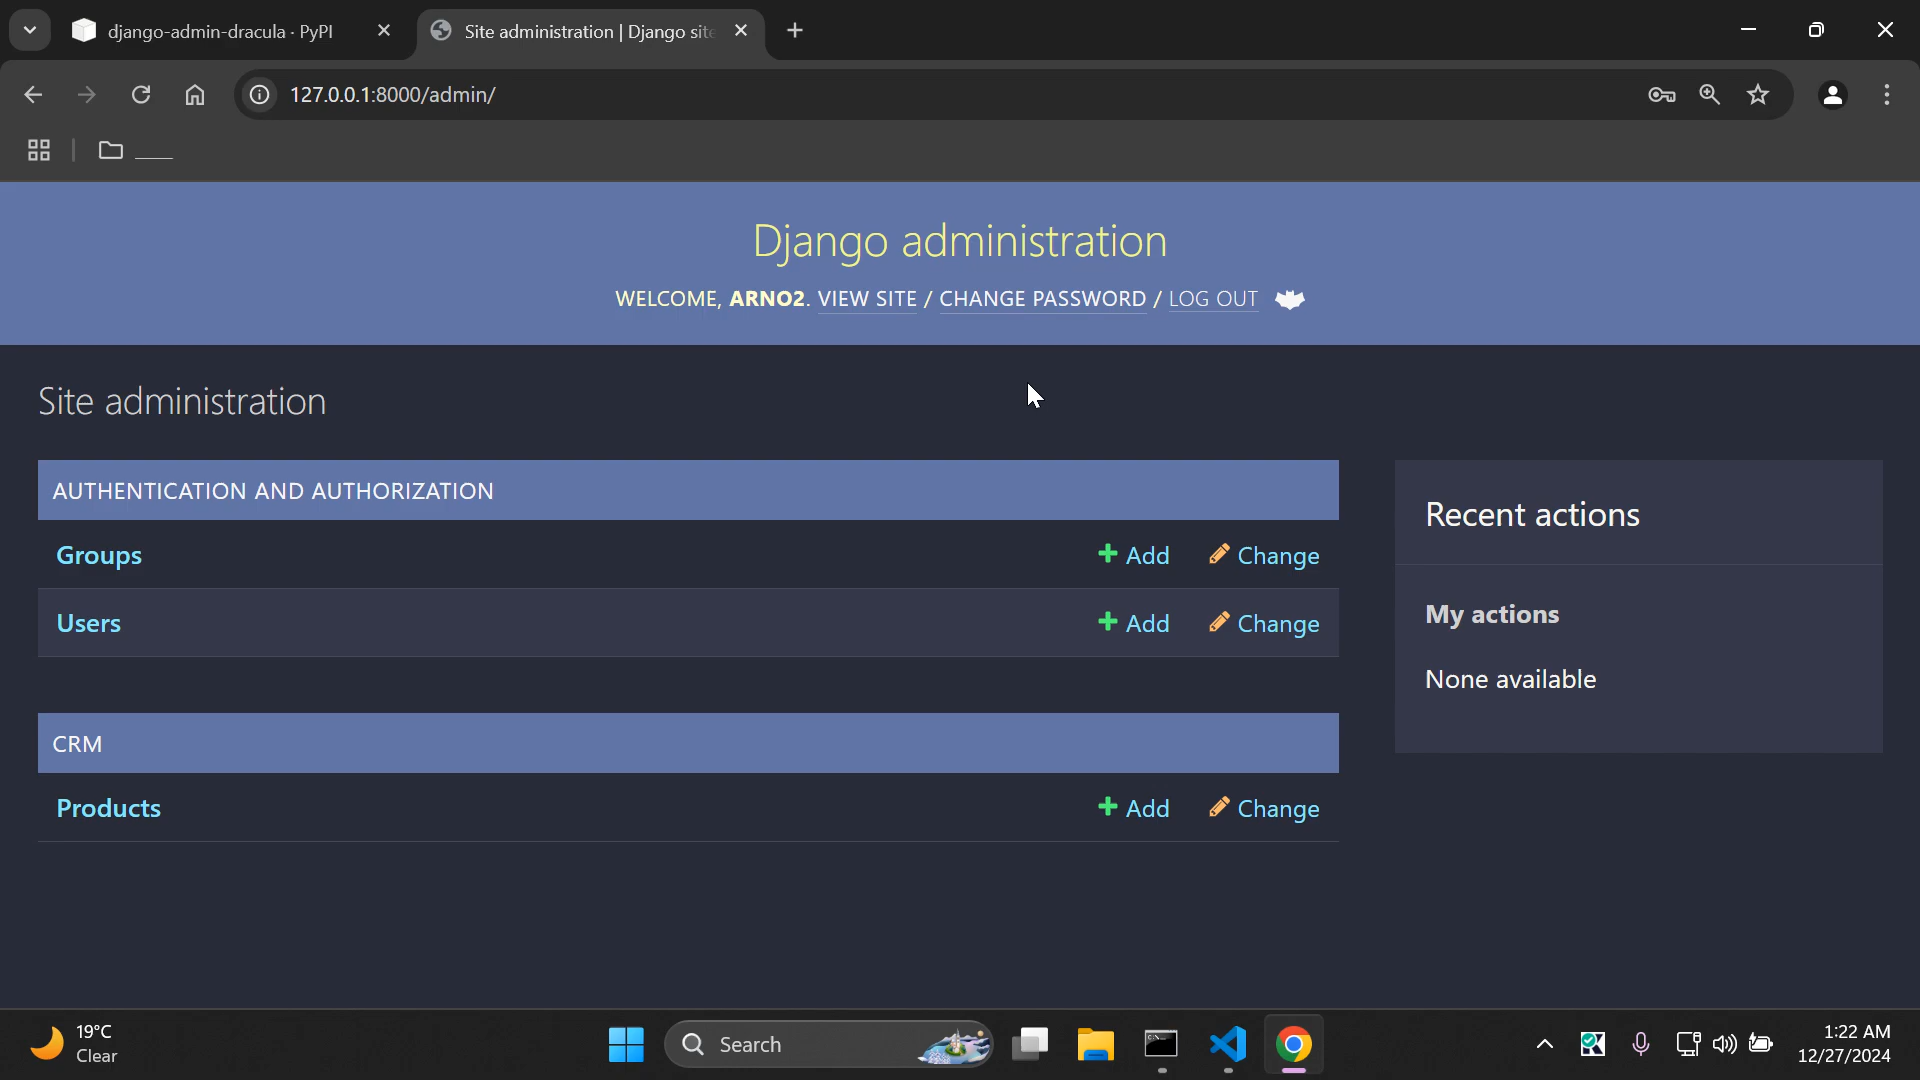 django-admin-dracula · PyPI
Site administration | Django site
127.0.0.1:8000/admin/
____
Django administration
WELCOME, ARNO2. VIEW SITE / CHANGE PASSWORD / LOG OUT
Site administration
AUTHENTICATION AND AUTHORIZATION
Groups
Add
Change
Users
Add
Change
CRM
Products
Add
Change
Recent actions
My actions
None available
19°C
Clear
Search
1:22 AM
12/27/2024